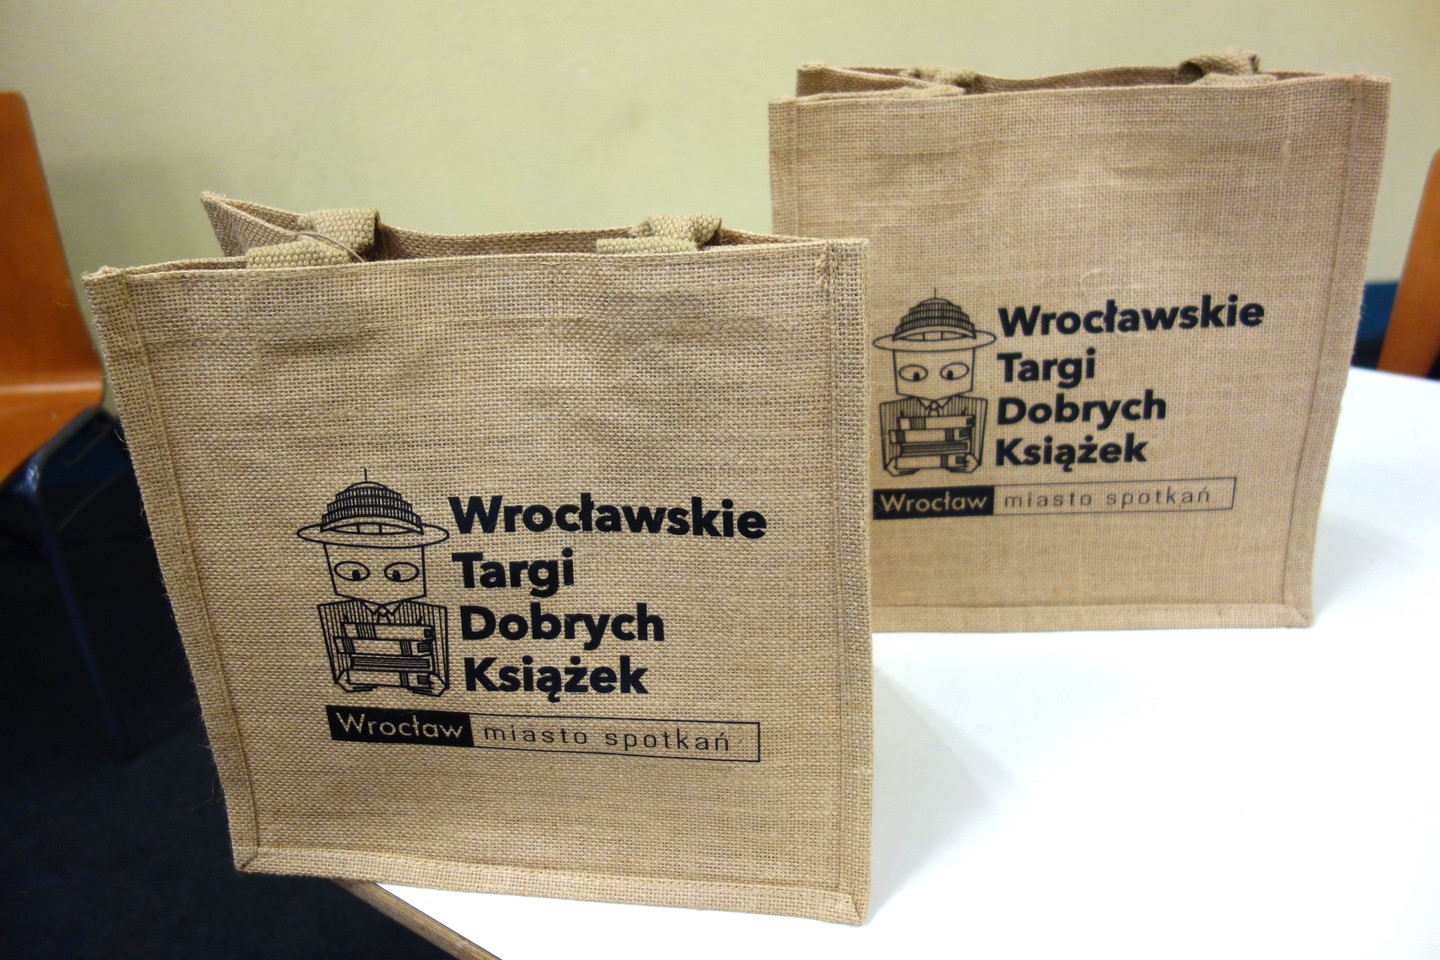 Wrocławskie
Targi
Dobrych
Książek
Wrocław miasto spotkań
Wrocławskie
Targi
Dobrych
Książek
Wrocław miasto spotkań